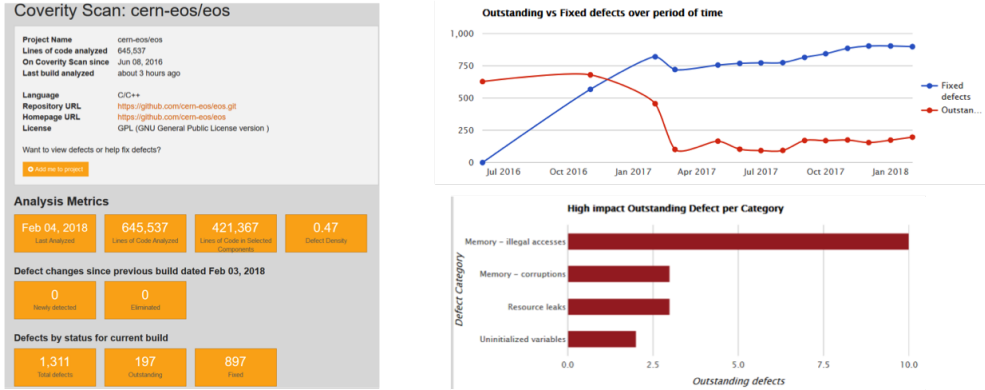 Coverity Scan: cern-eos/eos
Project Name cern-eos/eos
Lines of code analyzed 645,537
On Coverity Scan since Jun 08, 2016
Last build analyzed about 3 hours ago
Language C/C++
Repository URL https://github.com/cern-eos/eos.git
Homepage URL https://github.com/cern-eos/eos
License GPL (GNU General Public License version )
Want to view defects or help fix defects?
Add me to project
Analysis Metrics
Feb 04, 2018
Last Analyzed
645,537
Lines of Code Analyzed
421,367
Lines of Code in Selected
Components
0.47
Defect Density
Defect changes since previous build dated Feb 03, 2018
0
Newly detected
0
Eliminated
Defects by status for current build
1,311
Total defects
197
Outstanding
897
Fixed
Outstanding vs Fixed defects over period of time
1,000
750
500
250
0
Jul 2016 Oct 2016 Jan 2017 Apr 2017 Jul 2017 Oct 2017 Jan 2018
Fixed
defects
Outstan...
High impact Outstanding Defect per Category
Defect Category
Memory – illegal accesses
Memory – corruptions
Resource leaks
Uninitialized variables
0.0 2.5 5.0 7.5 10.0
Outstanding defects